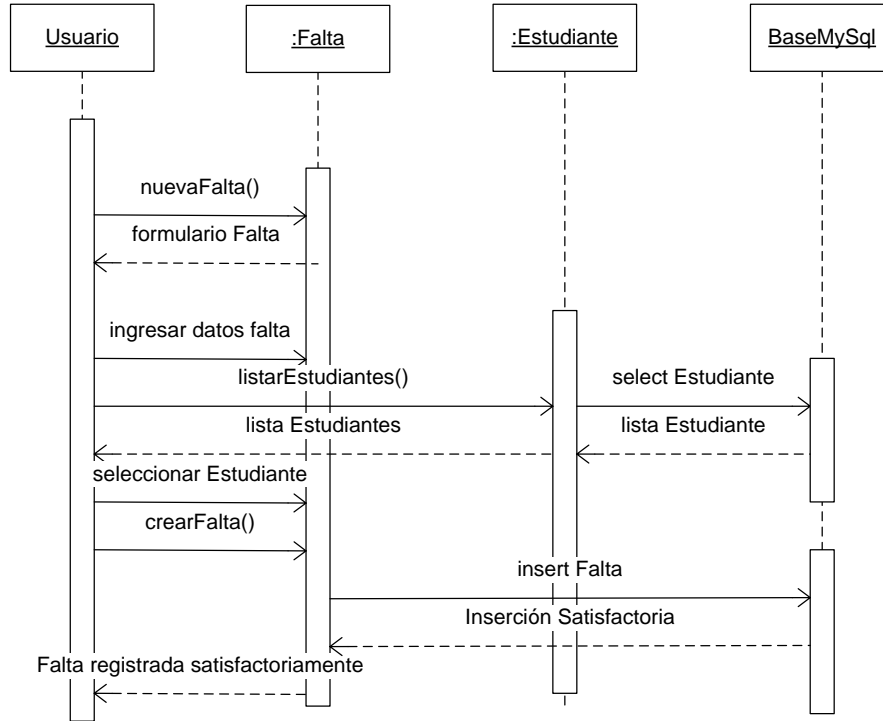 Usuario
:Falta
:Estudiante
BaseMySql
nuevaFalta()
formulario Falta
ingresar datos falta
listarEstudiantes()
select Estudiante
lista Estudiantes
lista Estudiante
seleccionar Estudiante
crearFalta()
insert Falta
Inserción Satisfactoria
Falta registrada satisfactoriamente